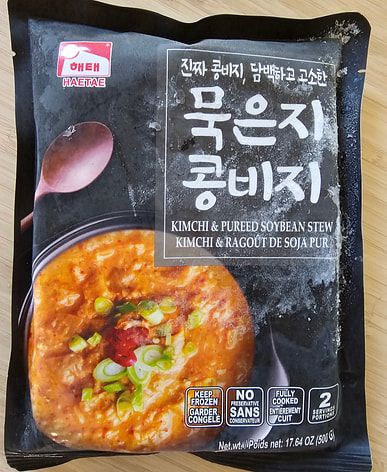 해태
HAETAE
진짜 콩비지, 담백하고 고소한
묵은지
콩비지
KIMCHI & PUREED SOYBEAN STEW
KIMCHI & RAGOÛT DE SOJA PUR
KEEP
FROZEN
GARDER
CONGELÉ
NO
PRESERVATIVE
SANS
CONSERVATEUR
FULLY
COOKED
ENTIÈREMENT
CUIT
2
SERVINGS
PORTIONS
Net.wt./Poids net: 17.64 OZ (500 G)